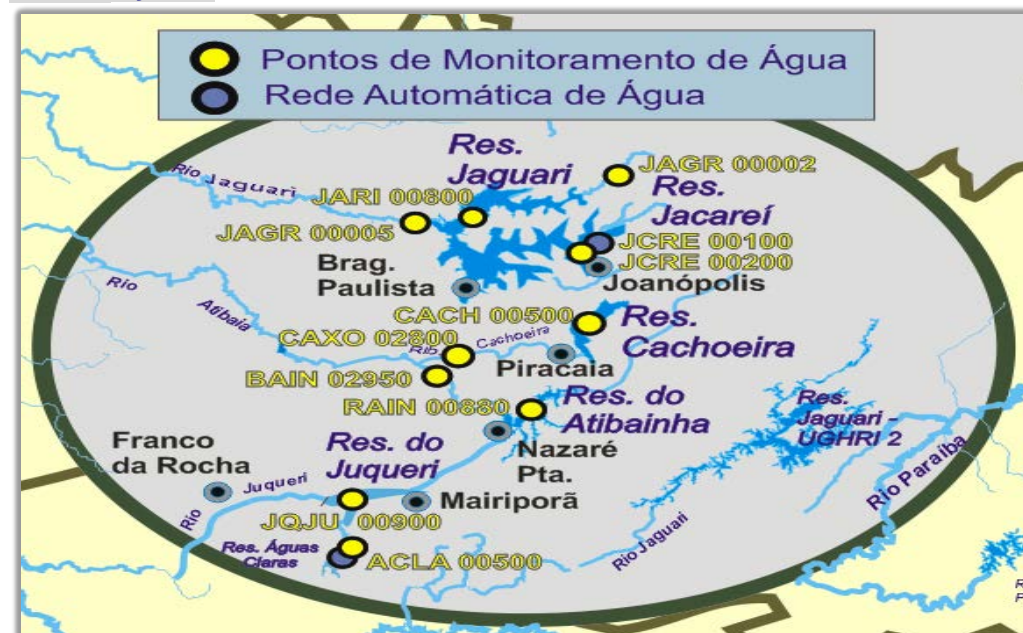 Pontos de Monitoramento de Água
Rede Automática de Água
Res.
Jaguari
JAGR 00002
Rio Jaguari
JARI 00800
Res.
Jacareí
JAGR 00005
JCRE 00100
JCRE 00200
Brag.
Paulista
Joanópolis
Rio
Atibaia
CACH 00500
Res.
Cachoeira
CAXO 02800
Rib
Cachoeira
Piracaia
BAIN 02950
RAIN 00880
Res. do
Atibainha
Res.
Jaguari -
UGHRI 2
Franco
da Rocha
Res. do
Juqueri
Nazaré
Pta.
Rio Paraíba
Juqueri
Mairiporã
Rio
JQJU 00900
Rio Jaguari
Res. Águas
Claras
ACLA 00500